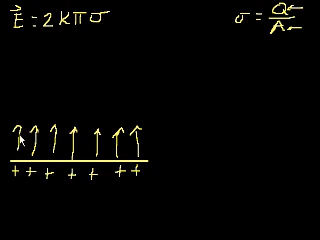 E⃗ = 2Kπσ
σ = Q/A
+ + + + + + +